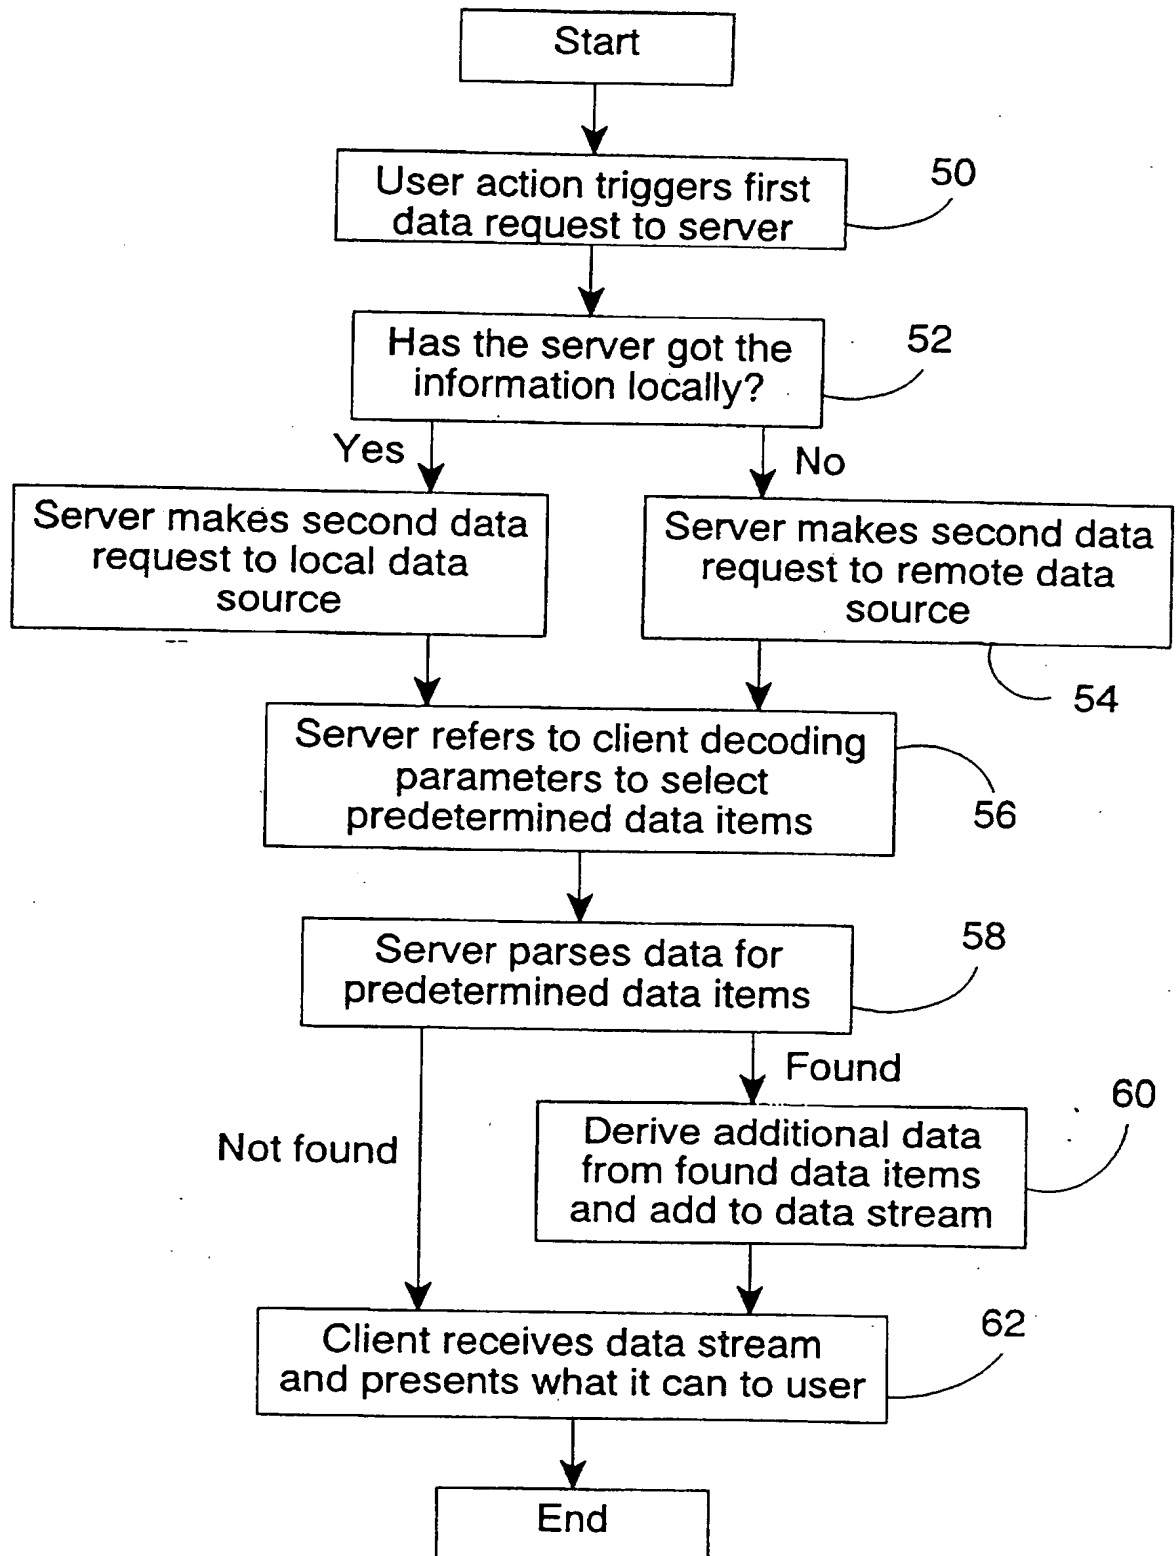 Start
User action triggers first
data request to server
50
Has the server got the
information locally?
52
Yes
No
Server makes second data
request to local data
source
Server makes second data
request to remote data
source
54
Server refers to client decoding
parameters to select
predetermined data items
56
Server parses data for
predetermined data items
58
Found
Not found
Derive additional data
from found data items
and add to data stream
60
Client receives data stream
and presents what it can to user
62
End